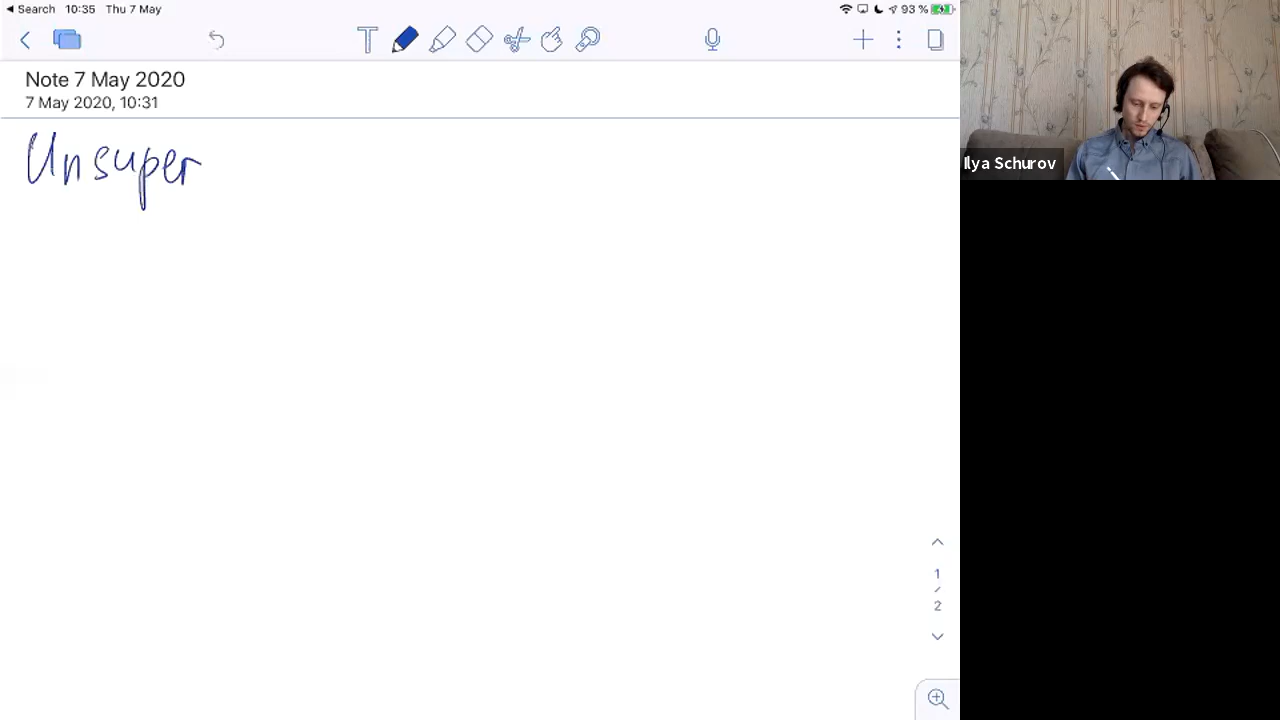 Search 10:35 Thu 7 May 93 %
T
Note 7 May 2020
7 May 2020, 10:31
Unsuper
Ilya Schurov
1
/
2